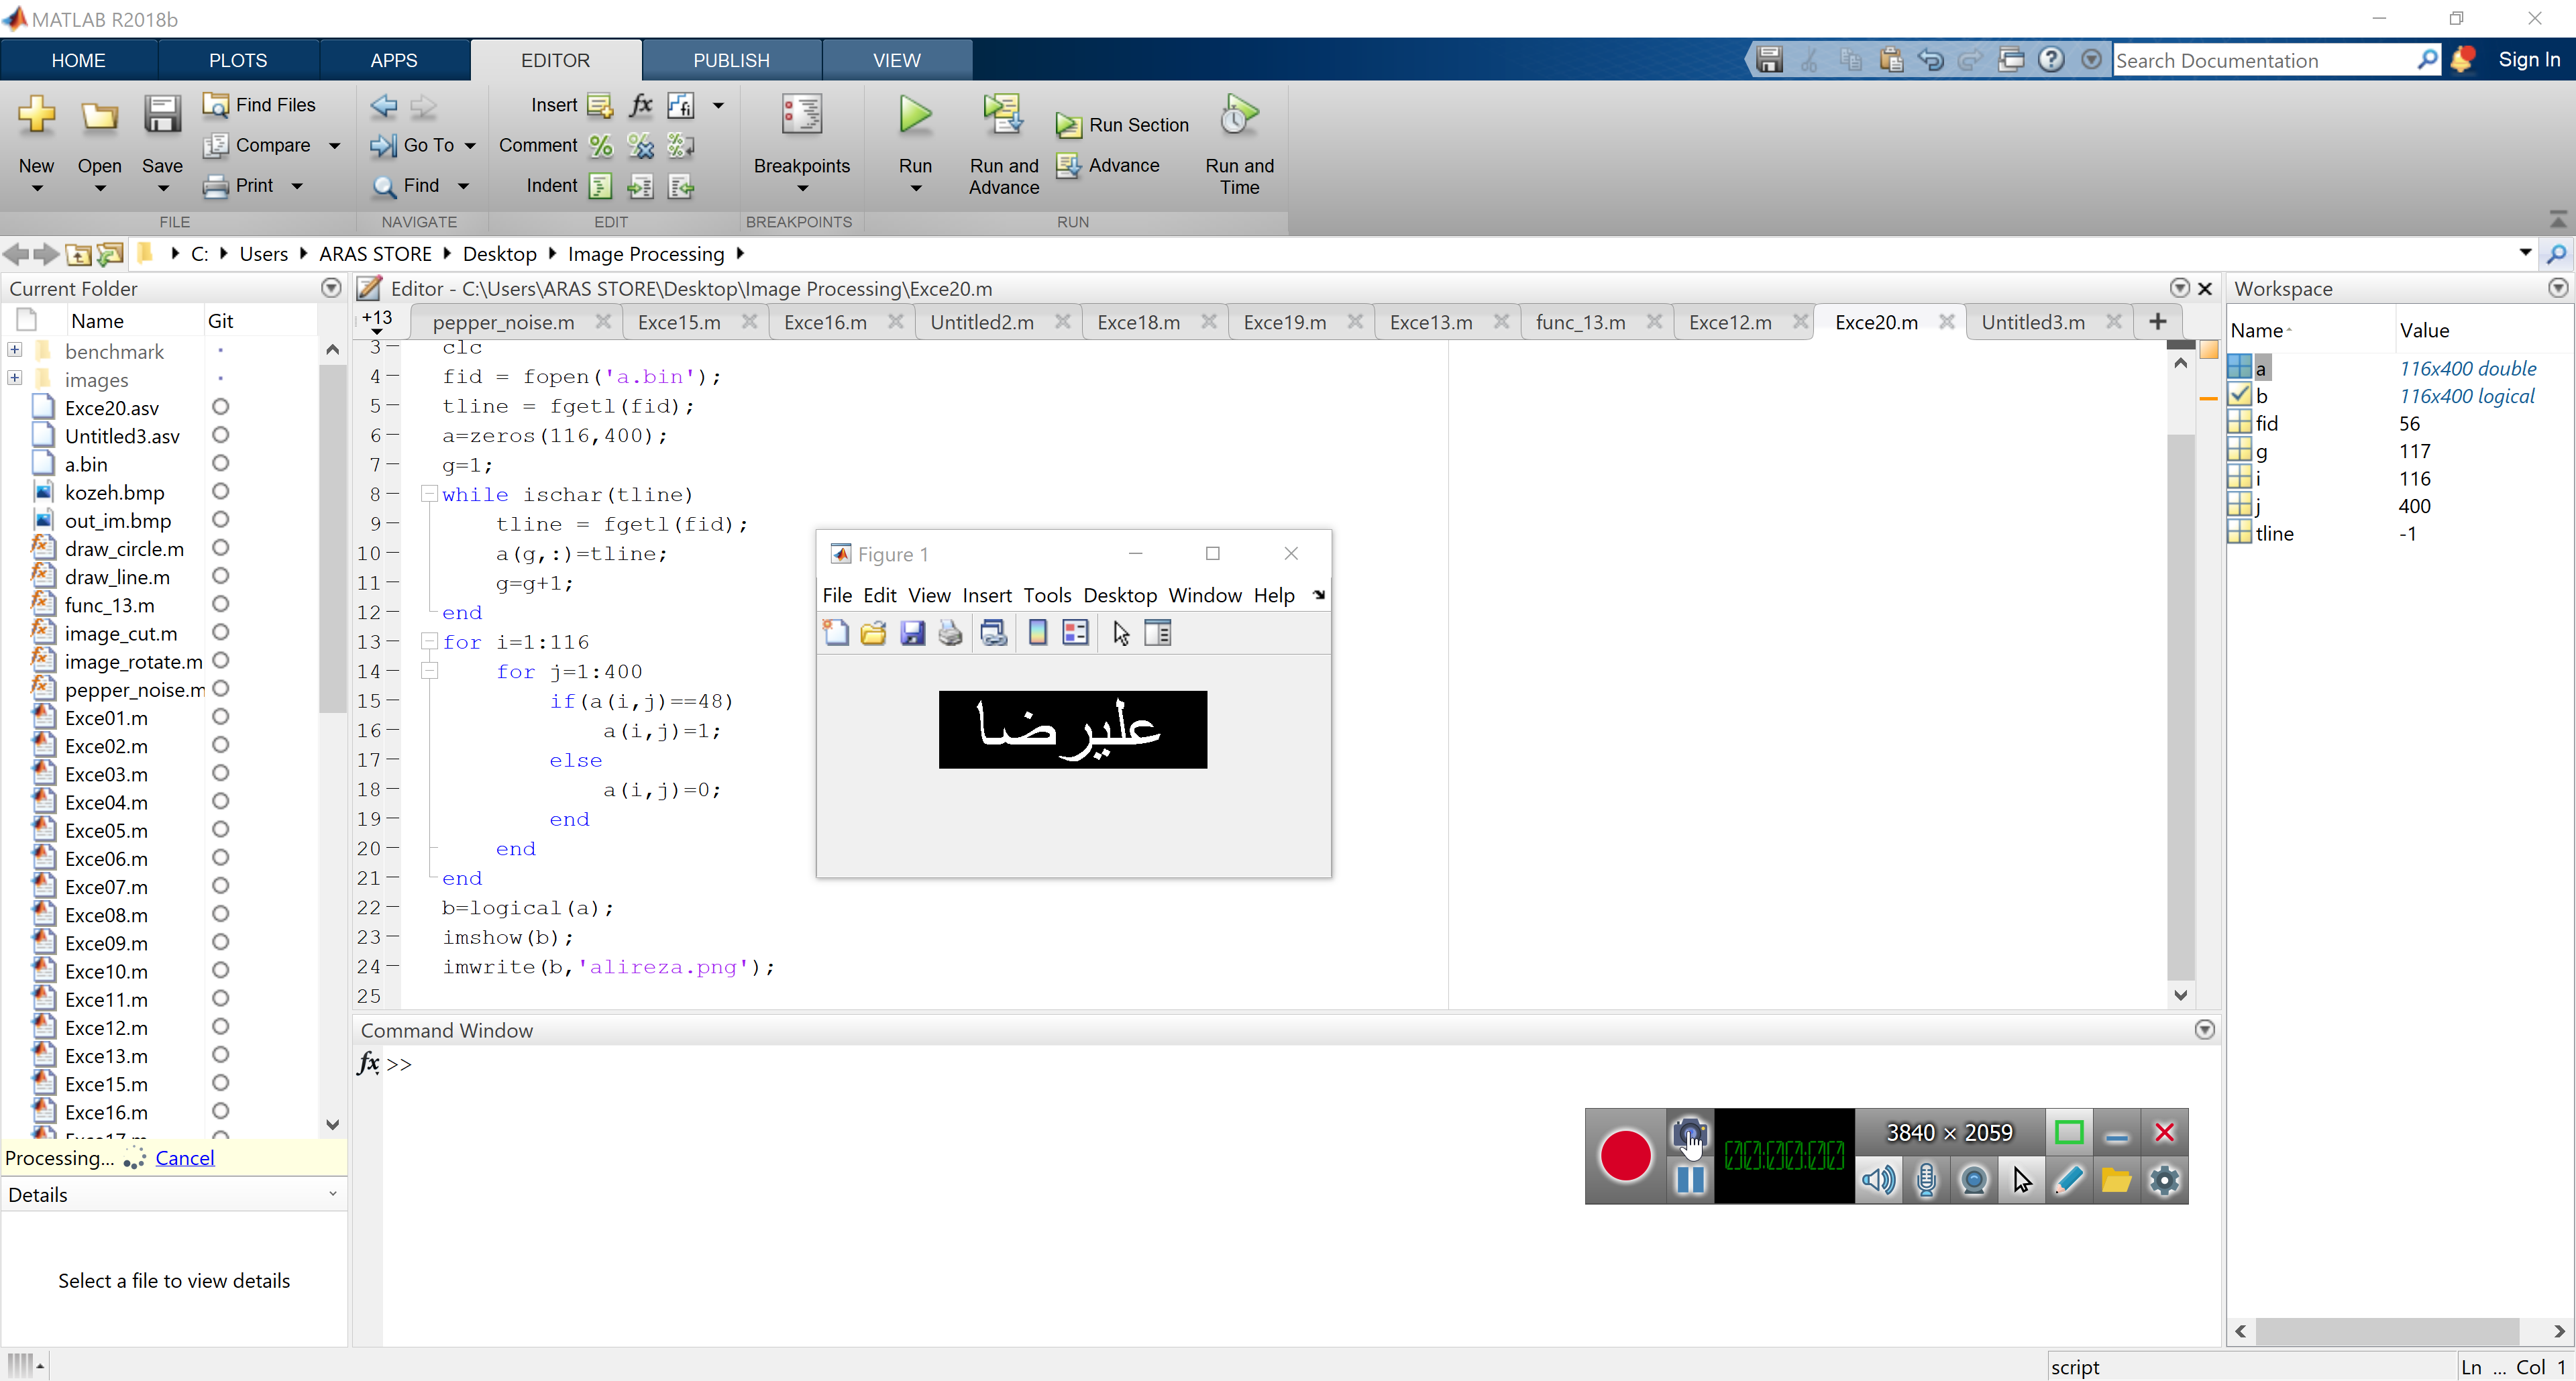 MATLAB R2018b
HOME PLOTS APPS EDITOR PUBLISH VIEW
Search Documentation
Sign In
New
Open
Save
Find Files
Compare
Print
FILE
Go To
Find
NAVIGATE
Insert
Comment
Indent
EDIT
Breakpoints
BREAKPOINTS
Run
Run and Advance
Run Section
Advance
Run and Time
RUN
C: Users ARAS STORE Desktop Image Processing
Current Folder
Name Git
benchmark
images
Exce20.asv
Untitled3.asv
a.bin
kozeh.bmp
out_im.bmp
draw_circle.m
draw_line.m
func_13.m
image_cut.m
image_rotate.m
pepper_noise.m
Exce01.m
Exce02.m
Exce03.m
Exce04.m
Exce05.m
Exce06.m
Exce07.m
Exce08.m
Exce09.m
Exce10.m
Exce11.m
Exce12.m
Exce13.m
Exce15.m
Exce16.m
Processing... Cancel
Details
Select a file to view details
Editor - C:\Users\ARAS STORE\Desktop\Image Processing\Exce20.m
+13 pepper_noise.m Exce15.m Exce16.m Untitled2.m Exce18.m Exce19.m Exce13.m func_13.m Exce12.m Exce20.m Untitled3.m
3 clc
4 fid = fopen('a.bin');
5 tline = fgetl(fid);
6 a=zeros(116,400);
7 g=1;
8 while ischar(tline)
9 tline = fgetl(fid);
10 a(g,:)=tline;
11 g=g+1;
12 end
13 for i=1:116
14 for j=1:400
15 if(a(i,j)==48)
16 a(i,j)=1;
17 else
18 a(i,j)=0;
19 end
20 end
21 end
22 b=logical(a);
23 imshow(b);
24 imwrite(b,'alireza.png');
25
Figure 1
File Edit View Insert Tools Desktop Window Help
علیرضا
Command Window
fx >>
00:00:00
3840 × 2059
Workspace
Name Value
a 116x400 double
b 116x400 logical
fid 56
g 117
i 116
j 400
tline -1
script
Ln ... Col 1